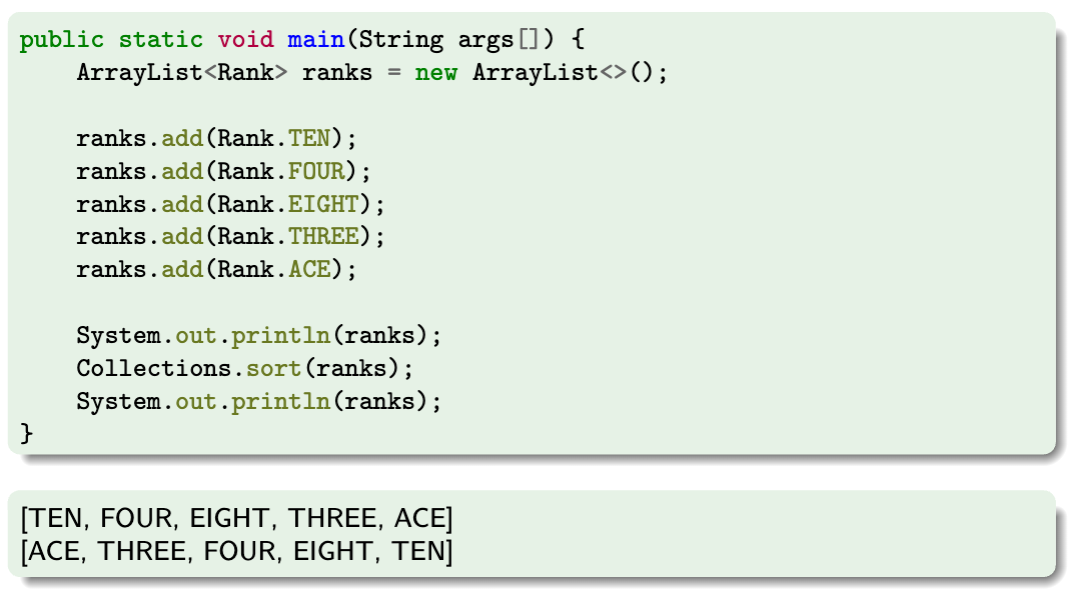 public static void main(String args[]) {
    ArrayList<Rank> ranks = new ArrayList<>();
    ranks.add(Rank.TEN);
    ranks.add(Rank.FOUR);
    ranks.add(Rank.EIGHT);
    ranks.add(Rank.THREE);
    ranks.add(Rank.ACE);
    System.out.println(ranks);
    Collections.sort(ranks);
    System.out.println(ranks);
}
[TEN, FOUR, EIGHT, THREE, ACE]
[ACE, THREE, FOUR, EIGHT, TEN]